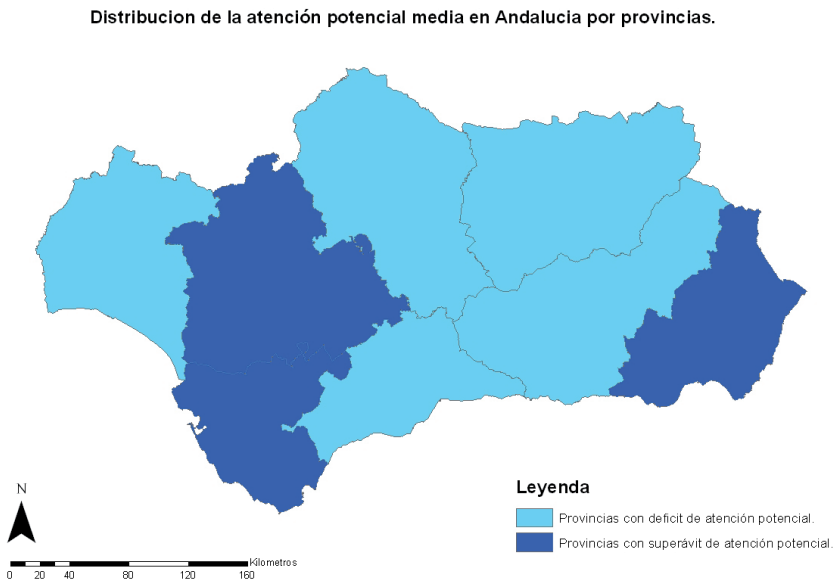 Distribucion de la atención potencial media en Andalucia por provincias.
N
Leyenda
Provincias con deficit de atención potencial.
Provincias con superávit de atención potencial.
Kilometros
0 20 40 80 120 160